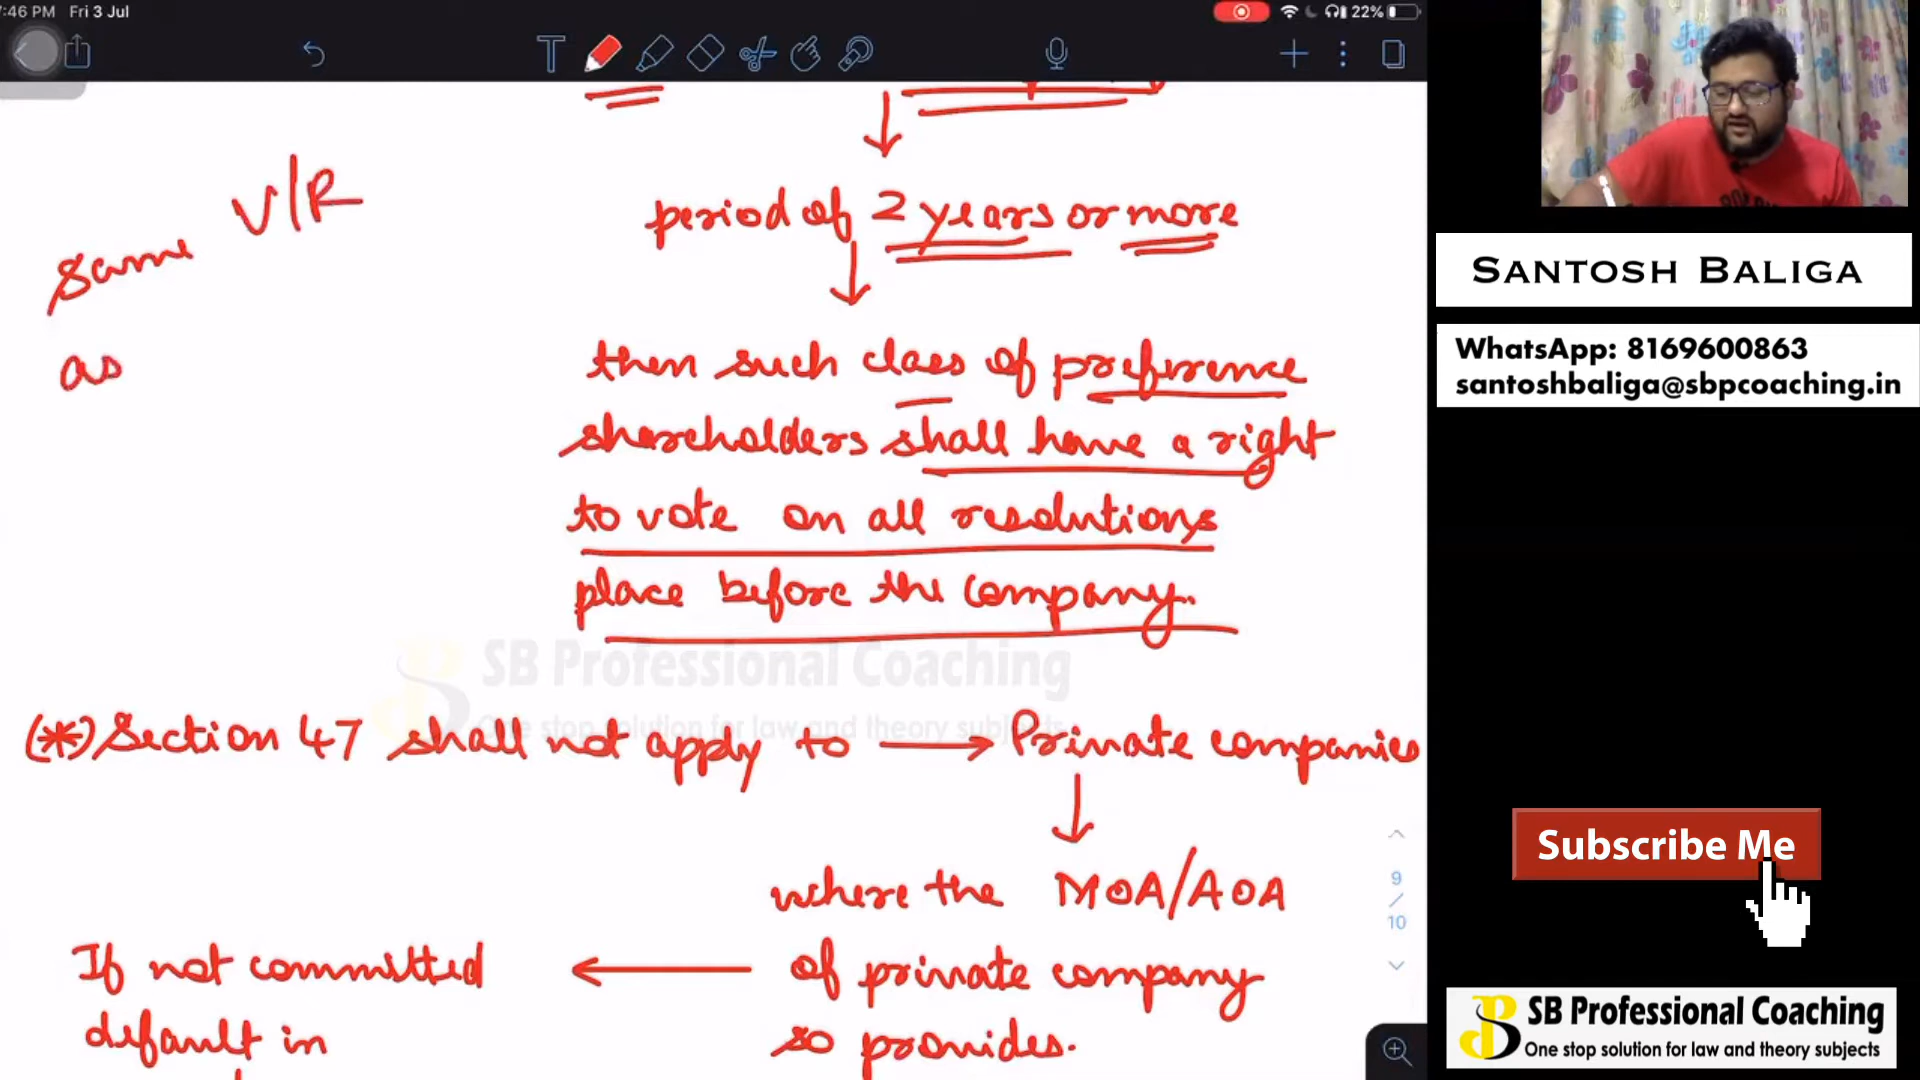 :46 PM Fri 3 Jul
22%
V/R
same
as
period of 2 years or more
then such class of preference
shareholders shall have a right
to vote on all resolutions
place before the company.
SB Professional Coaching
One stop solution for law and theory subjects
(*) Section 47 shall not apply to → Private companies
where the MOA/AOA
of private company
so provides.
If not committed
default in
9
/
10
SANTOSH BALIGA
WhatsApp: 8169600863
santoshbaliga@sbpcoaching.in
Subscribe Me
SB Professional Coaching
One stop solution for law and theory subjects